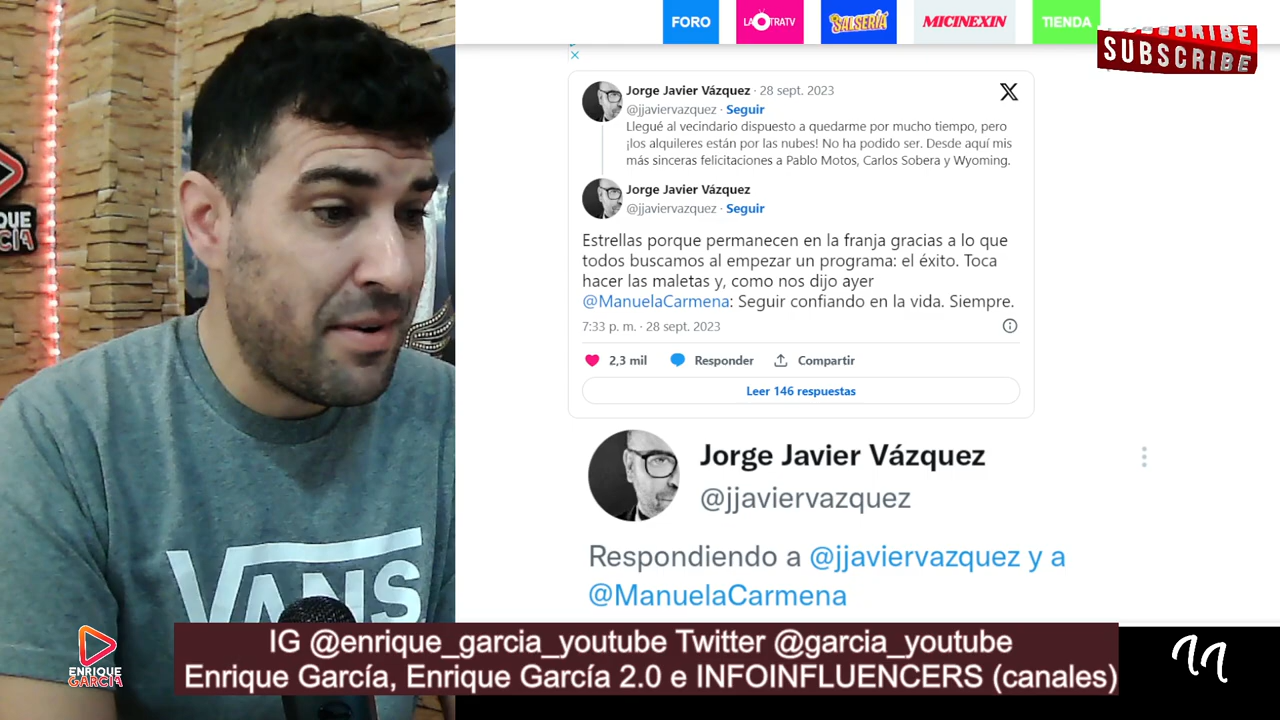 FORO
LA OTRATV
SALSERÍA
MICINEXIN
TIENDA
SUBSCRIBE
SUBSCRIBE
Jorge Javier Vázquez · 28 sept. 2023
@jjaviervazquez · Seguir
Llegué al vecindario dispuesto a quedarme por mucho tiempo, pero
¡los alquileres están por las nubes! No ha podido ser. Desde aquí mis
más sinceras felicitaciones a Pablo Motos, Carlos Sobera y Wyoming.
Jorge Javier Vázquez
@jjaviervazquez · Seguir
Estrellas porque permanecen en la franja gracias a lo que
todos buscamos al empezar un programa: el éxito. Toca
hacer las maletas y, como nos dijo ayer
@ManuelaCarmena: Seguir confiando en la vida. Siempre.
7:33 p. m. · 28 sept. 2023
2,3 mil Responder Compartir
Leer 146 respuestas
Jorge Javier Vázquez
@jjaviervazquez
Respondiendo a @jjaviervazquez y a
@ManuelaCarmena
VANS
IG @enrique_garcia_youtube Twitter @garcia_youtube
Enrique García, Enrique García 2.0 e INFOINFLUENCERS (canales)
ENRIQUE
GARCÍA